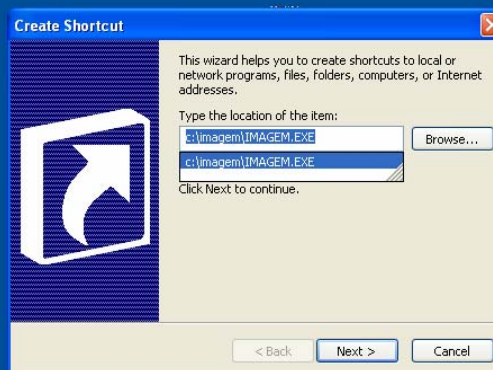 Create Shortcut
This wizard helps you to create shortcuts to local or
network programs, files, folders, computers, or Internet
addresses.
Type the location of the item:
c:\imagem\IMAGEM.EXE
Browse...
c:\imagem\IMAGEM.EXE
Click Next to continue.
< Back
Next >
Cancel